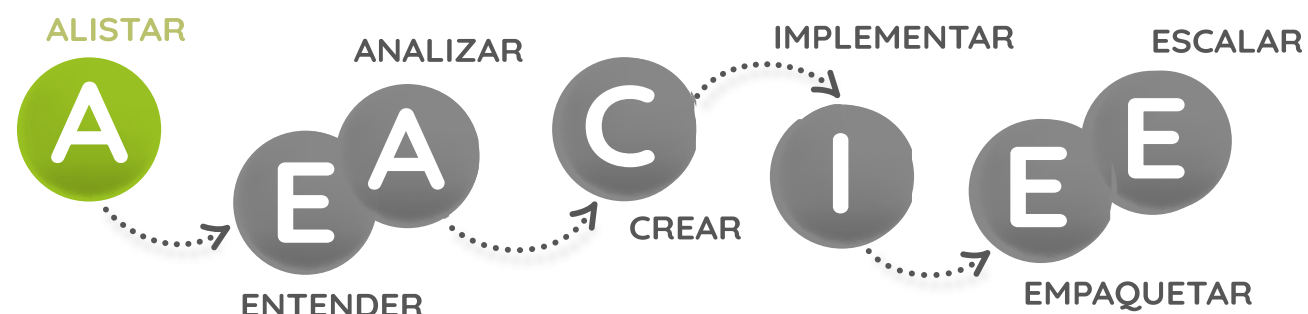 ALISTAR
A
ENTENDER
E
ANALIZAR
A
CREAR
C
IMPLEMENTAR
I
EMPAQUETAR
E
ESCALAR
E